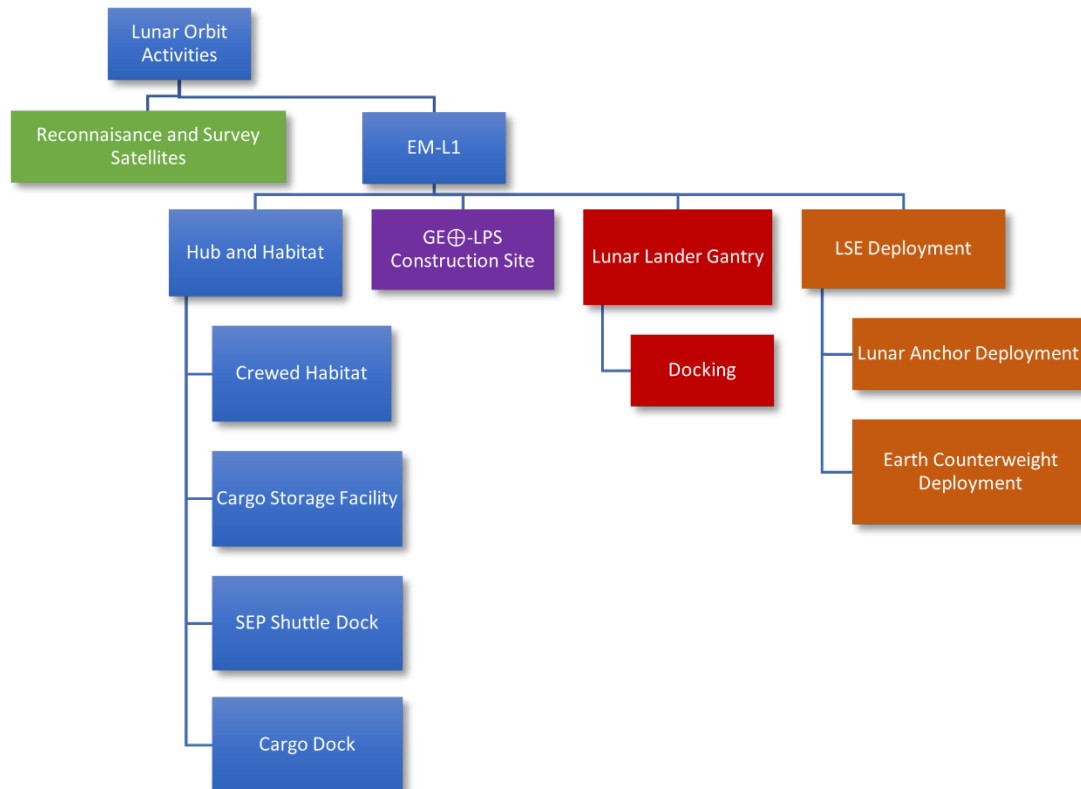 Lunar Orbit
Activities
Reconnaisance and Survey
Satellites
EM-L1
Hub and Habitat
GE⨁-LPS
Construction Site
Lunar Lander Gantry
LSE Deployment
Crewed Habitat
Docking
Lunar Anchor Deployment
Cargo Storage Facility
Earth Counterweight
Deployment
SEP Shuttle Dock
Cargo Dock